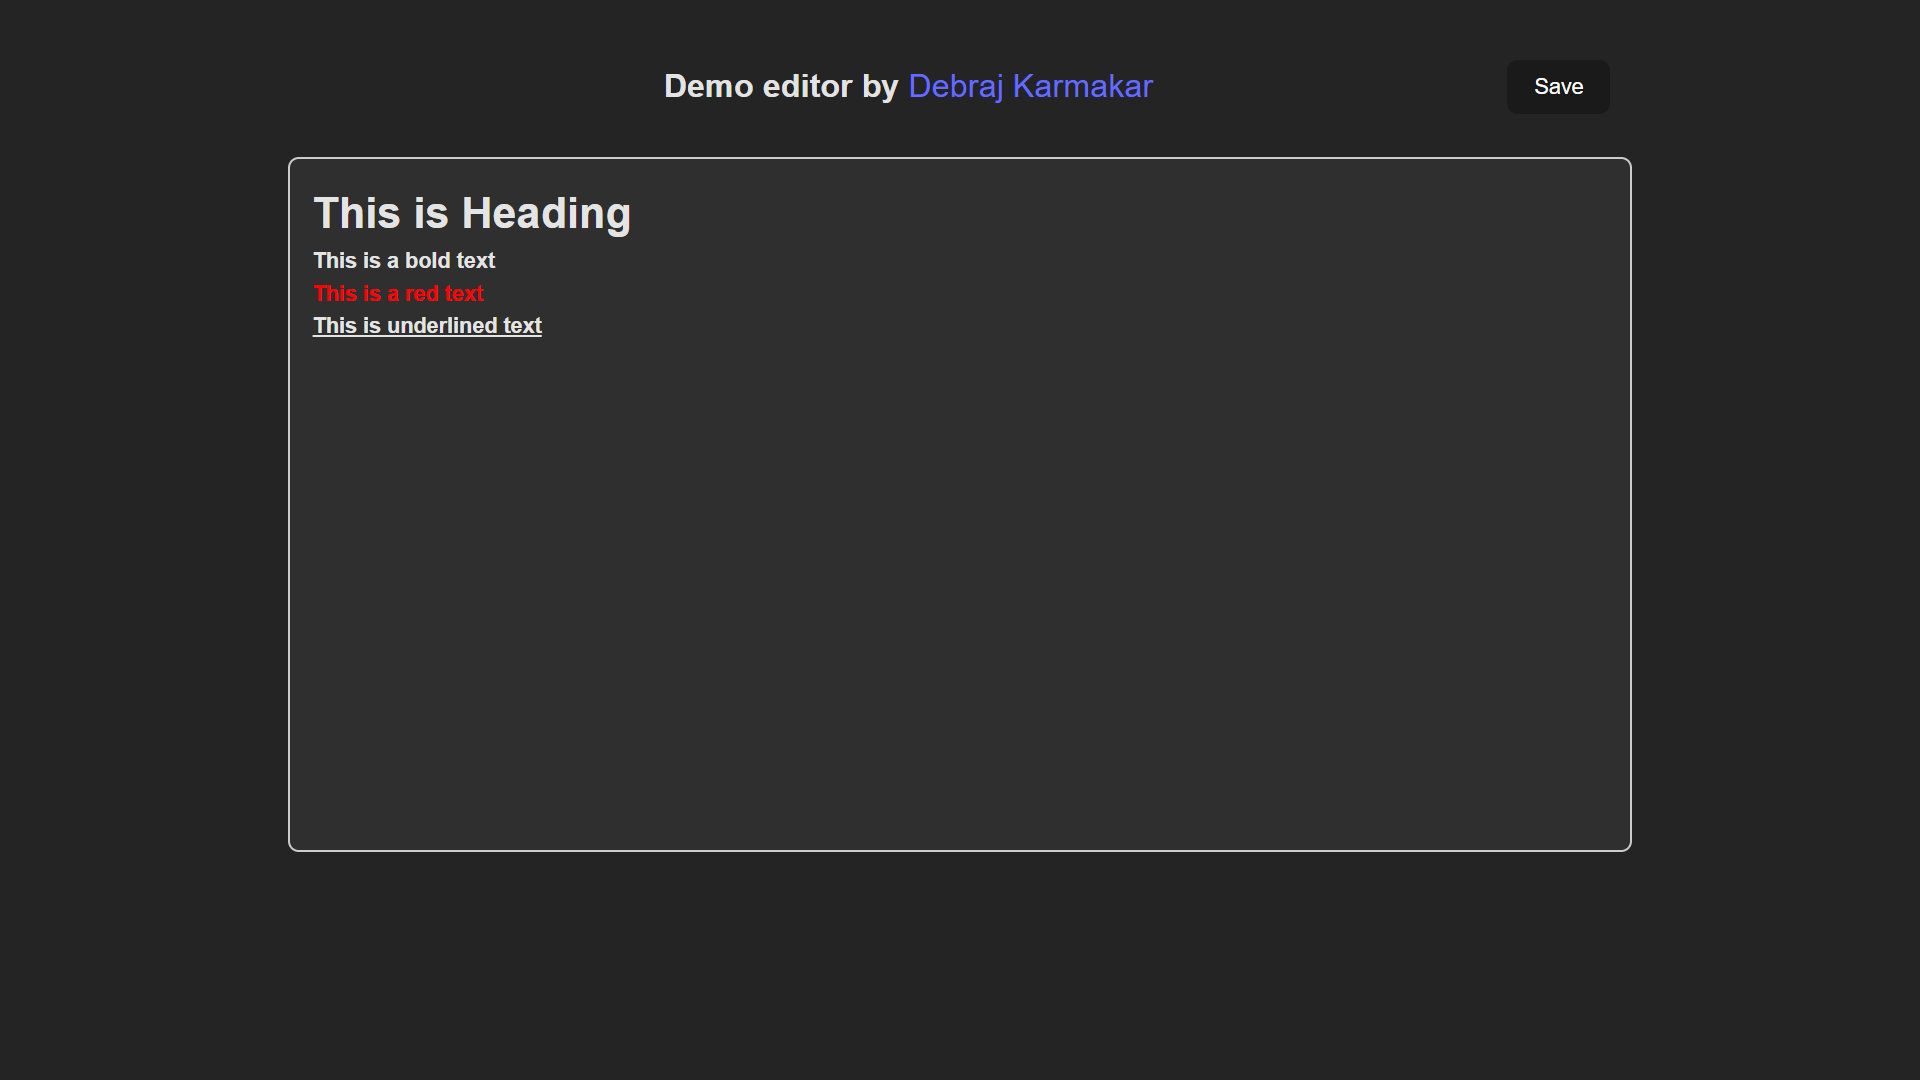 Demo editor by Debraj Karmakar
Save
This is Heading
This is a bold text
This is a red text
This is underlined text